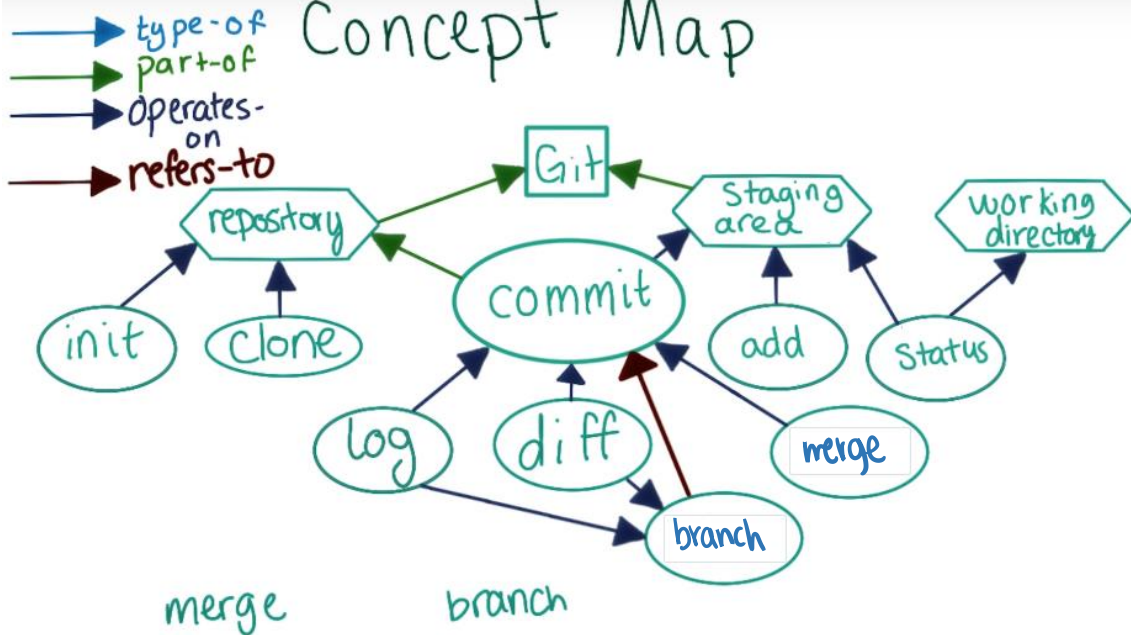 type-of
Concept Map
part-of
operates-
on
refers-to
Git
repository
Staging
area
working
directory
commit
init
clone
add
Status
log
diff
merge
branch
merge
branch